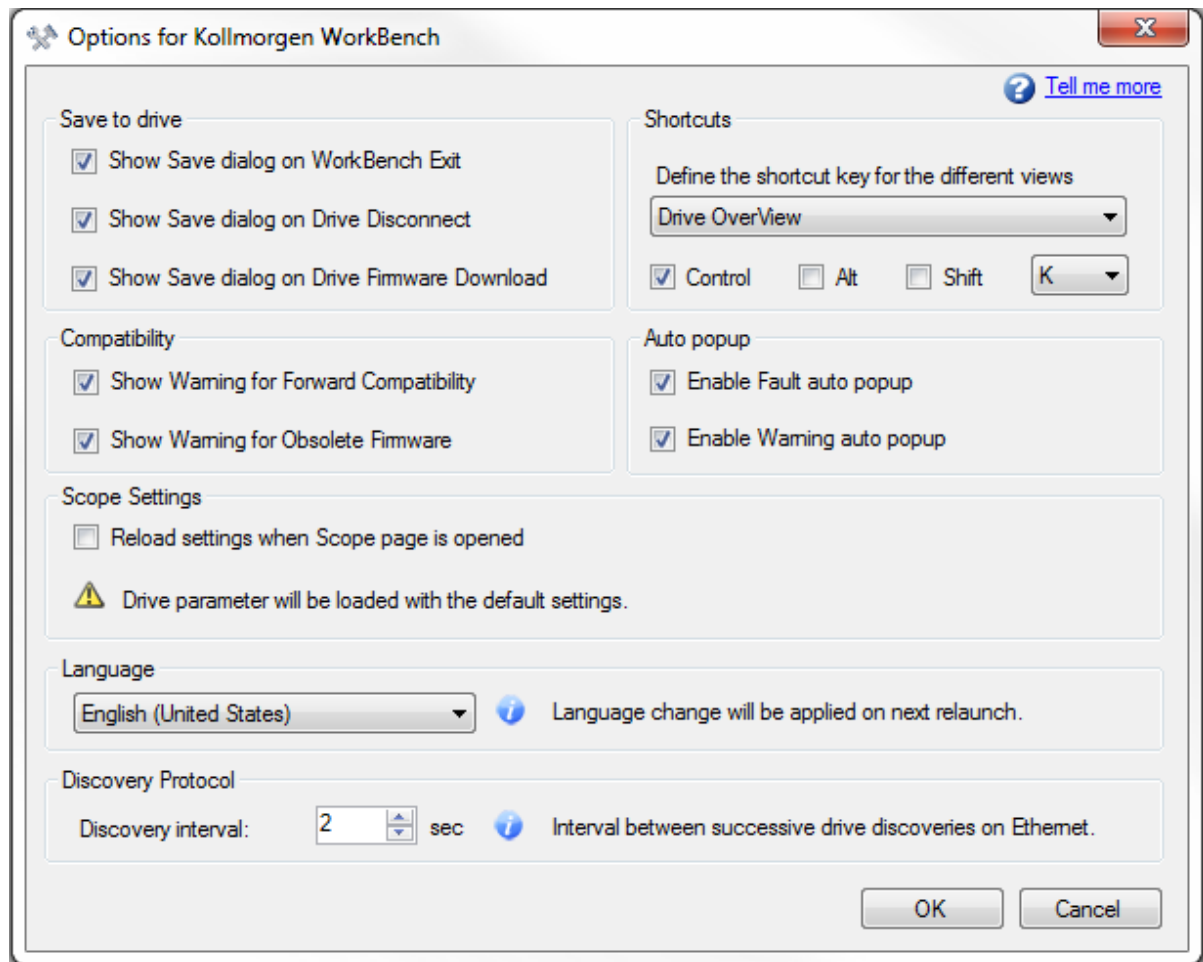 Options for Kollmorgen WorkBench
Tell me more
Save to drive
Show Save dialog on WorkBench Exit
Show Save dialog on Drive Disconnect
Show Save dialog on Drive Firmware Download
Shortcuts
Define the shortcut key for the different views
Drive OverView
Control Alt Shift K
Compatibility
Show Warning for Forward Compatibility
Show Warning for Obsolete Firmware
Auto popup
Enable Fault auto popup
Enable Warning auto popup
Scope Settings
Reload settings when Scope page is opened
Drive parameter will be loaded with the default settings.
Language
English (United States) Language change will be applied on next relaunch.
Discovery Protocol
Discovery interval: 2 sec Interval between successive drive discoveries on Ethernet.
OK Cancel